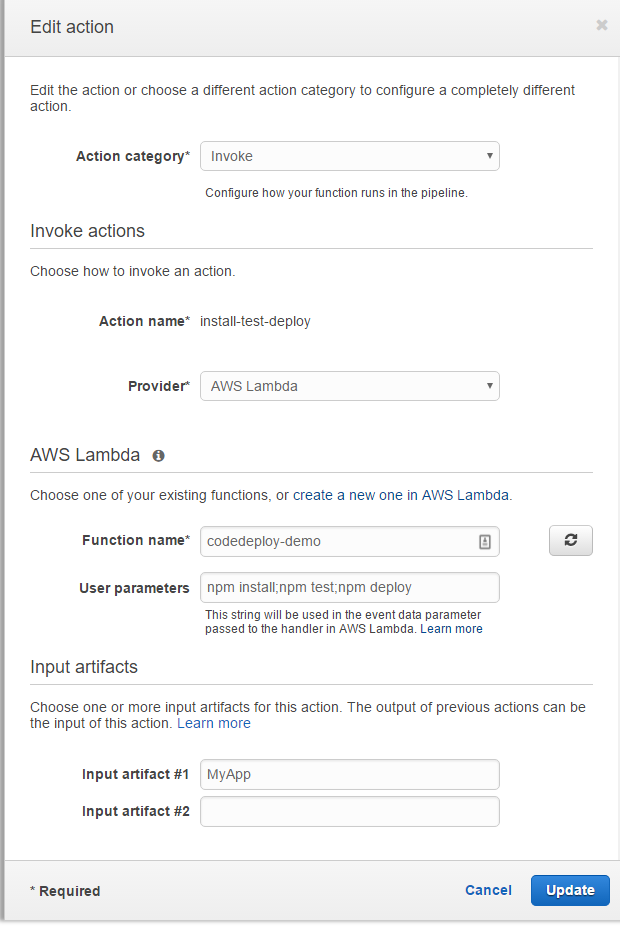 Edit action
Edit the action or choose a different action category to configure a completely different
action.
Action category* Invoke
Configure how your function runs in the pipeline.
Invoke actions
Choose how to invoke an action.
Action name* install-test-deploy
Provider* AWS Lambda
AWS Lambda
Choose one of your existing functions, or create a new one in AWS Lambda.
Function name* codedeploy-demo
User parameters npm install;npm test;npm deploy
This string will be used in the event data parameter
passed to the handler in AWS Lambda. Learn more
Input artifacts
Choose one or more input artifacts for this action. The output of previous actions can be
the input of this action. Learn more
Input artifact #1 MyApp
Input artifact #2
* Required Cancel Update